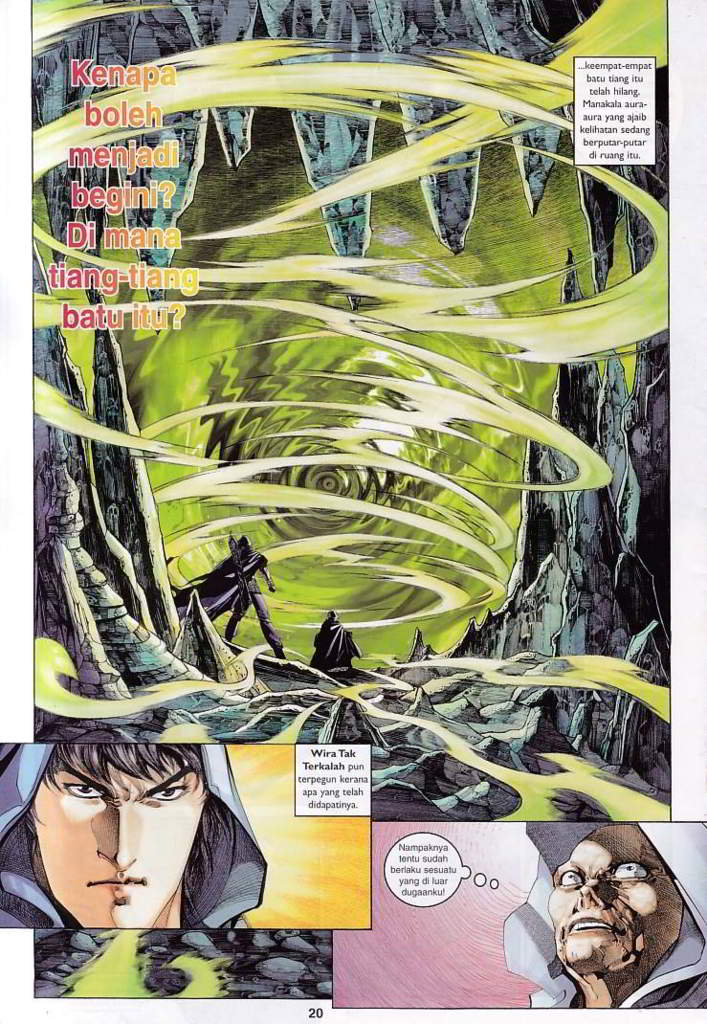 Kenapa
boleh
menjadi
begini?
Di mana
tiang-tiang
batu itu?
...keempat-empat
batu tiang itu
telah hilang.
Manakala aura-
aura yang ajaib
kelihatan sedang
berputar-putar
di ruang itu.
Wira Tak
Terkalah pun
terpegun kerana
apa yang telah
didapatinya.
Nampaknya
tentu sudah
berlaku sesuatu
yang di luar
dugaanku!
20